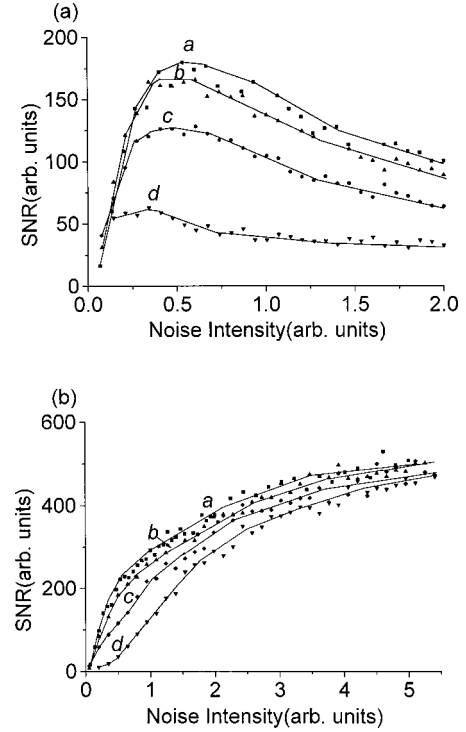 (a)
200
150
100
50
0
SNR(arb. units)
a
b
c
d
0.0 0.5 1.0 1.5 2.0
Noise Intensity(arb. units)
(b)
600
400
200
0
SNR(arb. units)
a
b
c
d
0 1 2 3 4 5
Noise Intensity(arb. units)